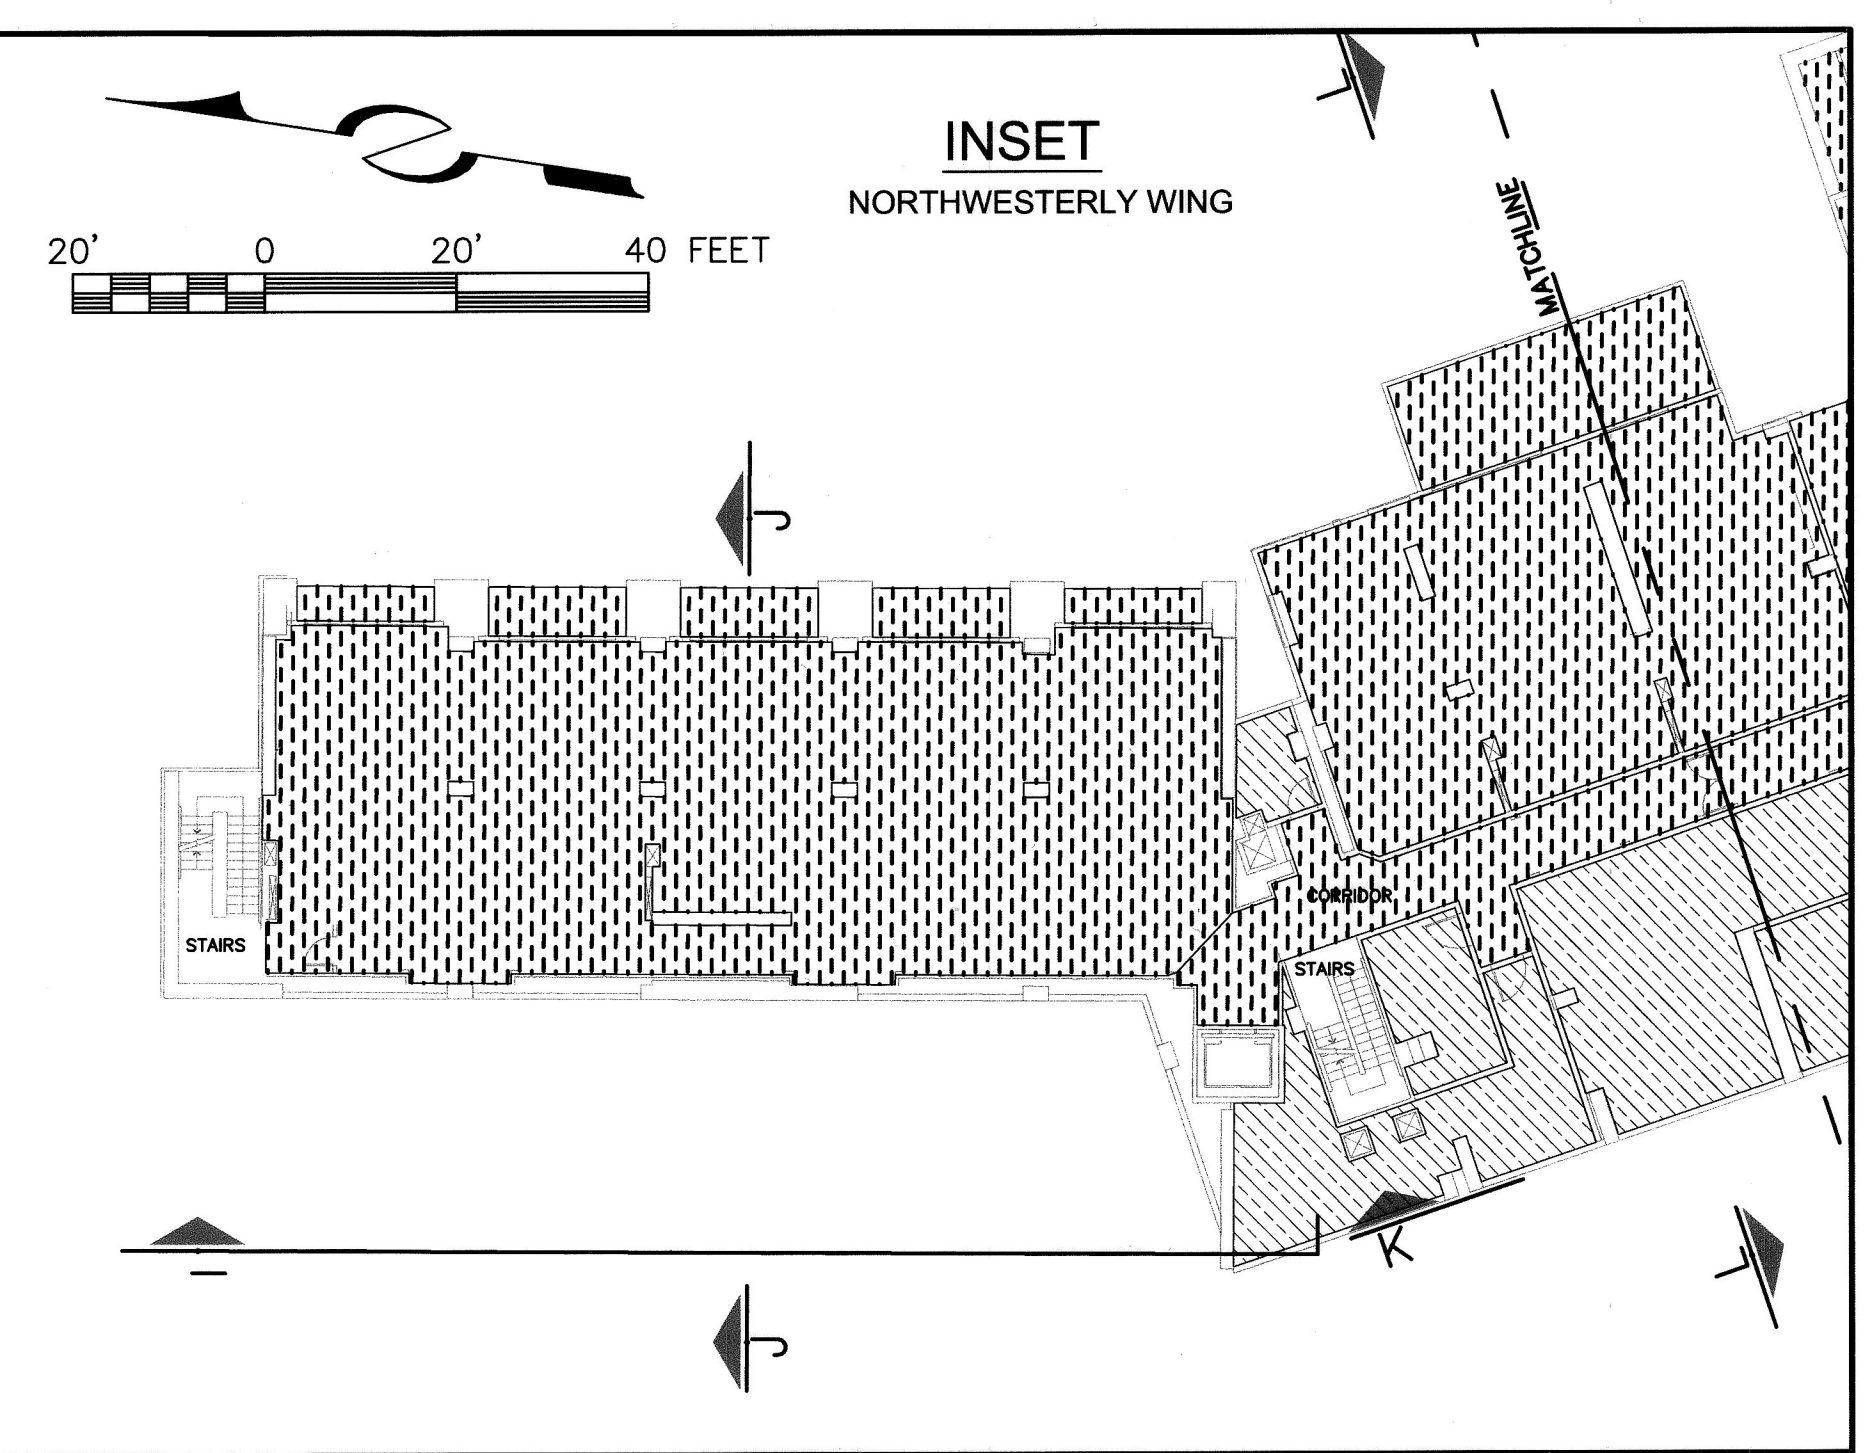 INSET
NORTHWESTERLY WING
20' 0 20' 40 FEET
MATCHLINE
L
J
CORRIDOR
STAIRS
STAIRS
I
K
L
J